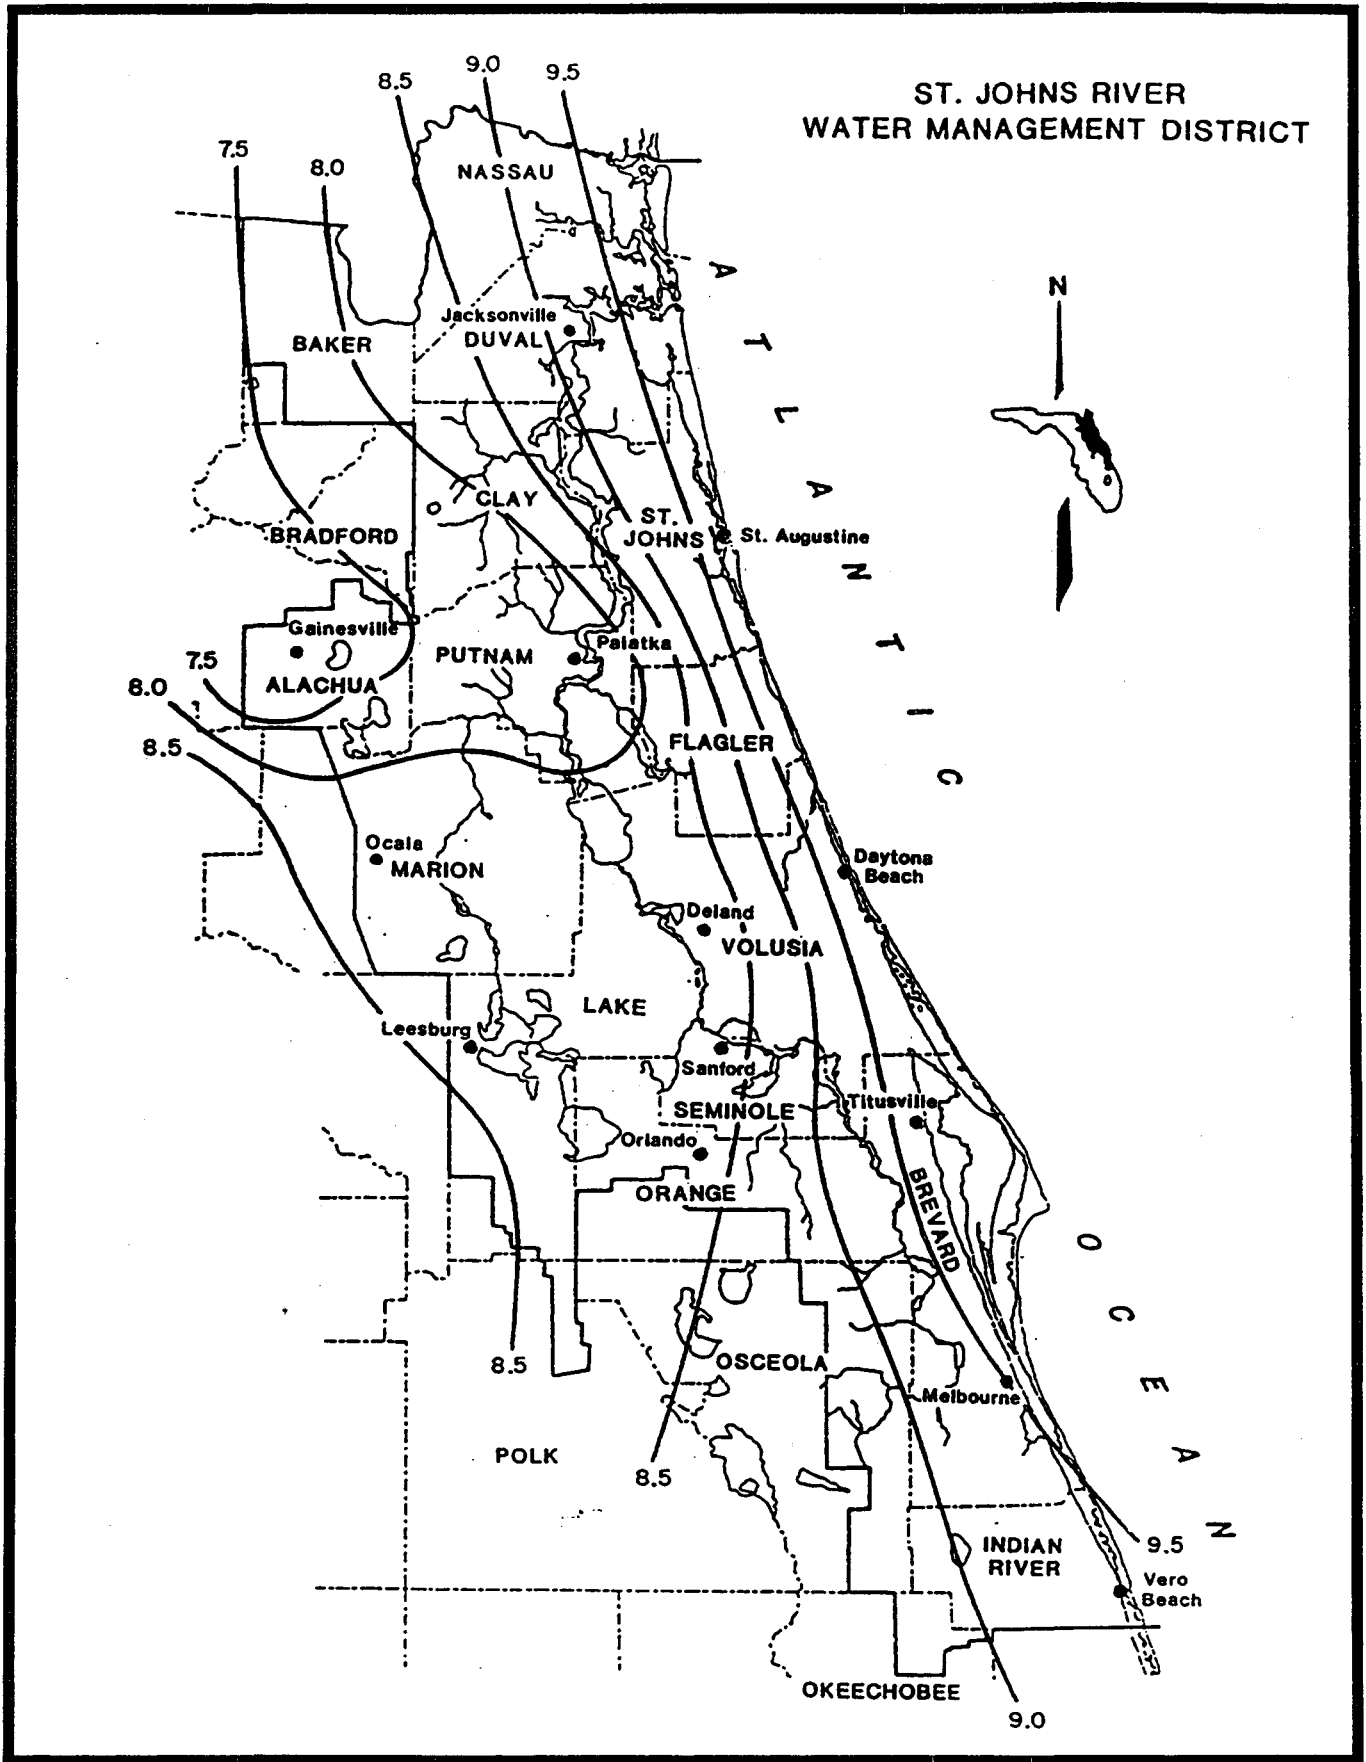 ST. JOHNS RIVER
WATER MANAGEMENT DISTRICT
8.5
9.0
9.5
7.5
8.0
NASSAU
N
Jacksonville
DUVAL
BAKER
CLAY
BRADFORD
ST.
JOHNS
St. Augustine
Gainesville
Palatka
PUTNAM
7.5
ALACHUA
8.0
8.5
FLAGLER
Ocala
MARION
Daytona
Beach
Deland
VOLUSIA
LAKE
Leesburg
Sanford
SEMINOLE
Titusville
Orlando
ORANGE
BREVARD
8.5
OSCEOLA
Melbourne
POLK
8.5
INDIAN
RIVER
9.5
Vero
Beach
OKEECHOBEE
9.0
ATLANTIC OCEAN